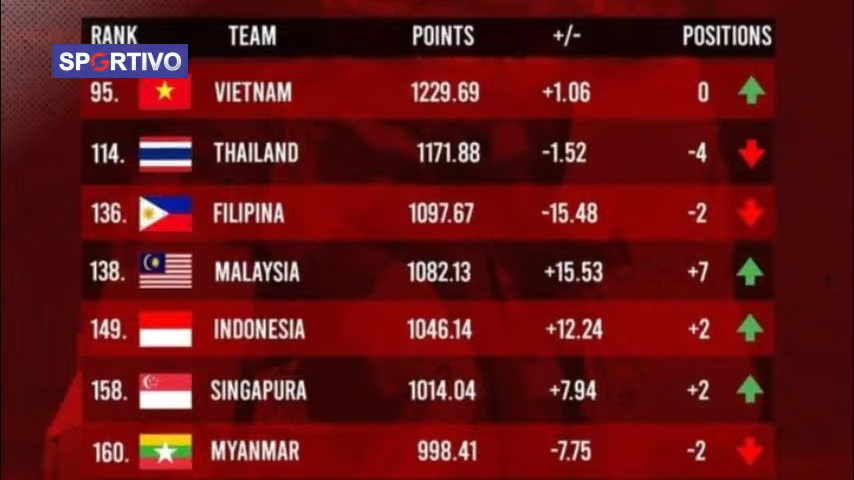 RANK TEAM POINTS +/- POSITIONS
SPORTIVO
95. VIETNAM 1229.69 +1.06 0
114. THAILAND 1171.88 -1.52 -4
136. FILIPINA 1097.67 -15.48 -2
138. MALAYSIA 1082.13 +15.53 +7
149. INDONESIA 1046.14 +12.24 +2
158. SINGAPURA 1014.04 +7.94 +2
160. MYANMAR 998.41 -7.75 -2